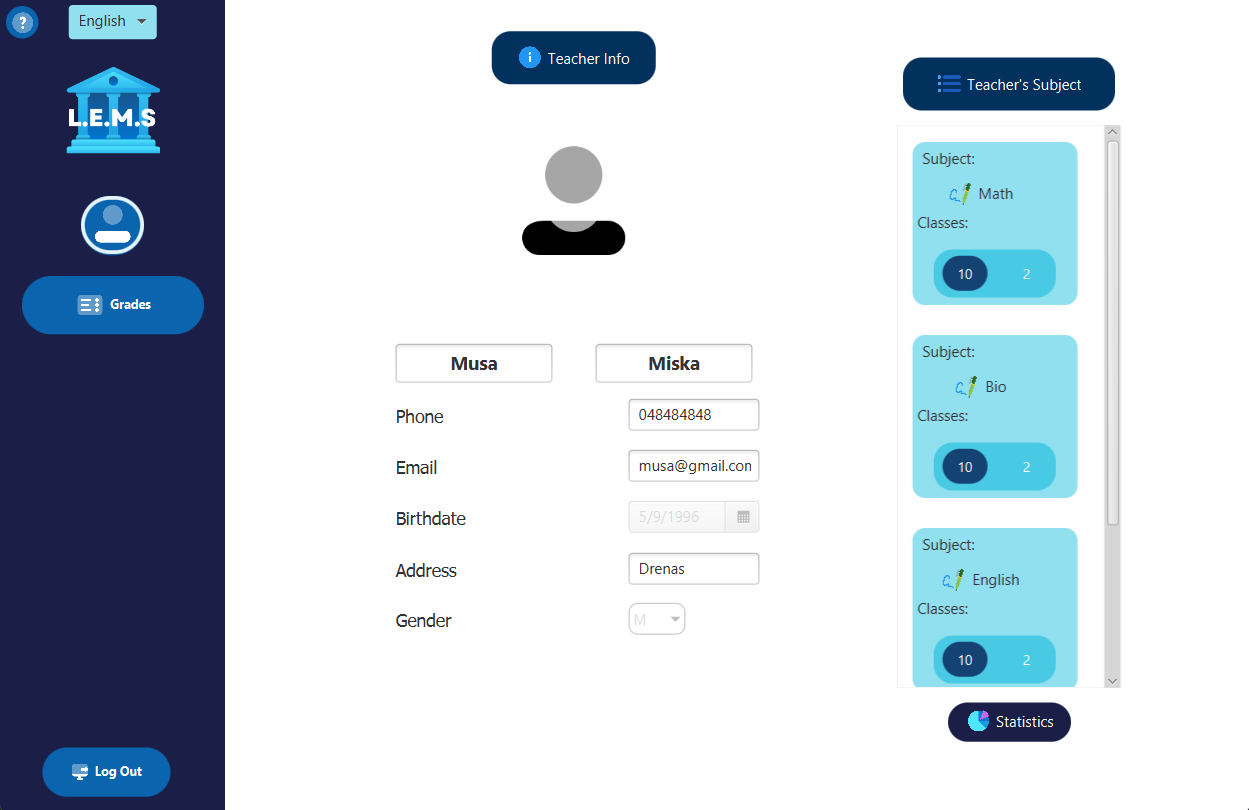 ?
English
L.E.M.S
Grades
Log Out
Teacher Info
Musa
Miska
Phone
048484848
Email
musa@gmail.con
Birthdate
5/9/1996
Address
Drenas
Gender
M
Teacher's Subject
Subject:
Math
Classes:
10 2
Subject:
Bio
Classes:
10 2
Subject:
English
Classes:
10 2
Statistics